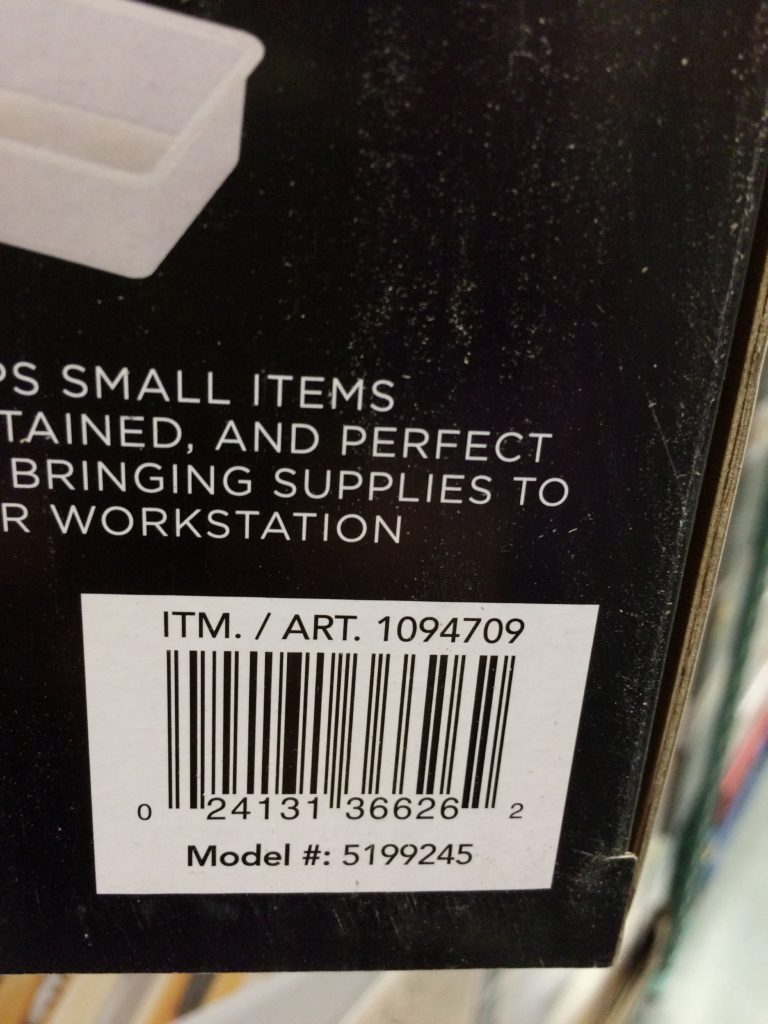 PS SMALL ITEMS
TAINED, AND PERFECT
BRINGING SUPPLIES TO
R WORKSTATION
ITM. / ART. 1094709
0 24131 36626 2
Model #: 5199245